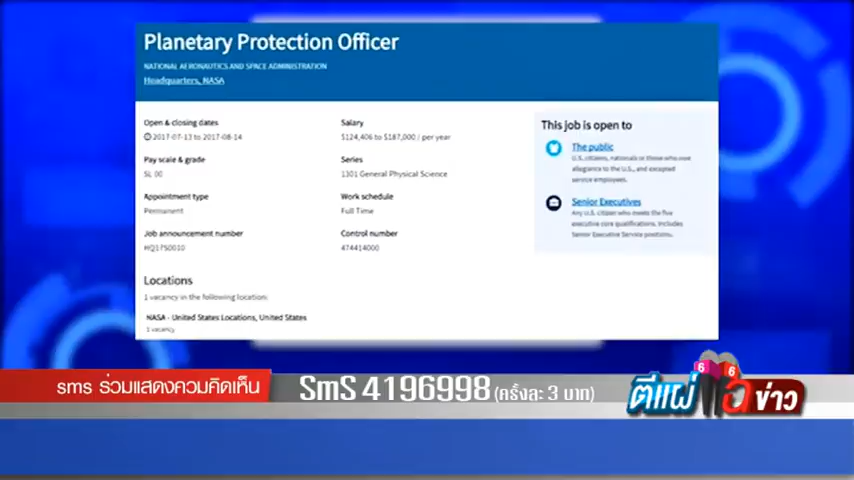 Planetary Protection Officer
NATIONAL AERONAUTICS AND SPACE ADMINISTRATION
Headquarters, NASA
Open & closing dates
2017-07-13 to 2017-08-14
Salary
$124,406 to $187,000 / per year
Pay scale & grade
SL 00
Series
1301 General Physical Science
Appointment type
Permanent
Work schedule
Full Time
Job announcement number
HQ17S0010
Control number
474414000
This job is open to
The public
U.S. citizens, nationals or those who owe
allegiance to the U.S., and excepted
service employees.
Senior Executives
Any U.S. citizen who meets the five
executive core qualifications. Includes
Senior Executive Service positions.
Locations
1 vacancy in the following location:
NASA - United States Locations, United States
1 vacancy
sms ร่วมแสดงควมคิดเห็น
SmS 4196998 (ครั้งละ 3 บาท)
ตีแผ่
6 6
ข่าว